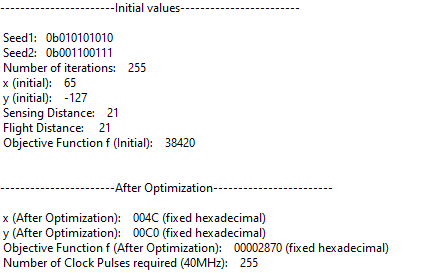 -----------------------Initial values------------------------
Seed1: 0b010101010
Seed2: 0b001100111
Number of iterations: 255
x (initial): 65
y (initial): -127
Sensing Distance: 21
Flight Distance: 21
Objective Function f (Initial): 38420
-----------------------After Optimization------------------------
x (After Optimization): 004C (fixed hexadecimal)
y (After Optimization): 00C0 (fixed hexadecimal)
Objective Function f (After Optimization): 00002870 (fixed hexadecimal)
Number of Clock Pulses required (40MHz): 255